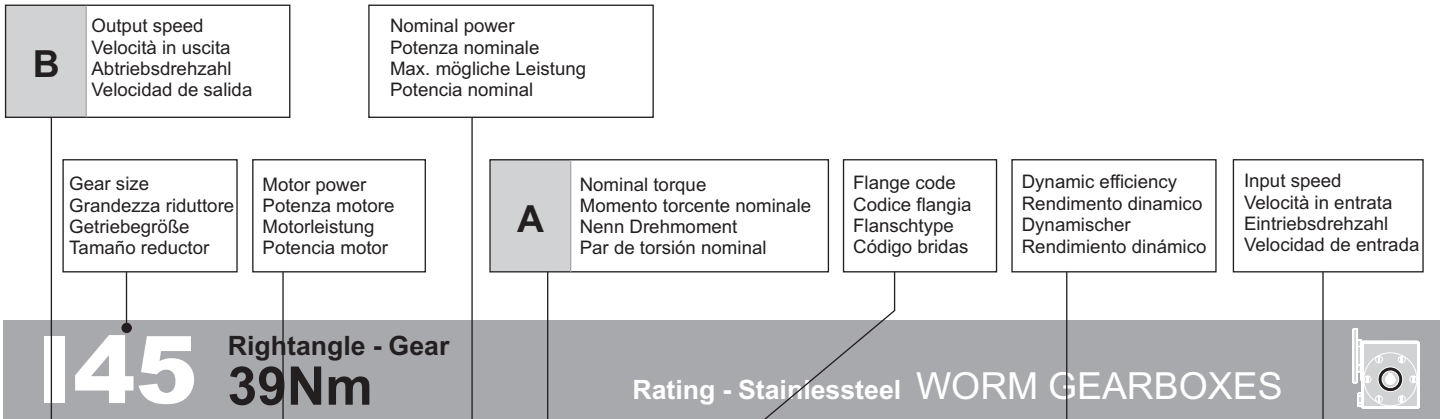 B
Output speed
Velocità in uscita
Abtriebsdrehzahl
Velocidad de salida
Nominal power
Potenza nominale
Max. mögliche Leistung
Potencia nominal
Gear size
Grandezza riduttore
Getriebegröße
Tamaño reductor
Motor power
Potenza motore
Motorleistung
Potencia motor
A
Nominal torque
Momento torcente nominale
Nenn Drehmoment
Par de torsión nominal
Flange code
Codice flangia
Flanschtype
Código bridas
Dynamic efficiency
Rendimento dinamico
Dynamischer
Rendimiento dinámico
Input speed
Velocità in entrata
Eintriebsdrehzahl
Velocidad de entrada
I45
Rightangle - Gear
39Nm
Rating - Stainlessteel WORM GEARBOXES